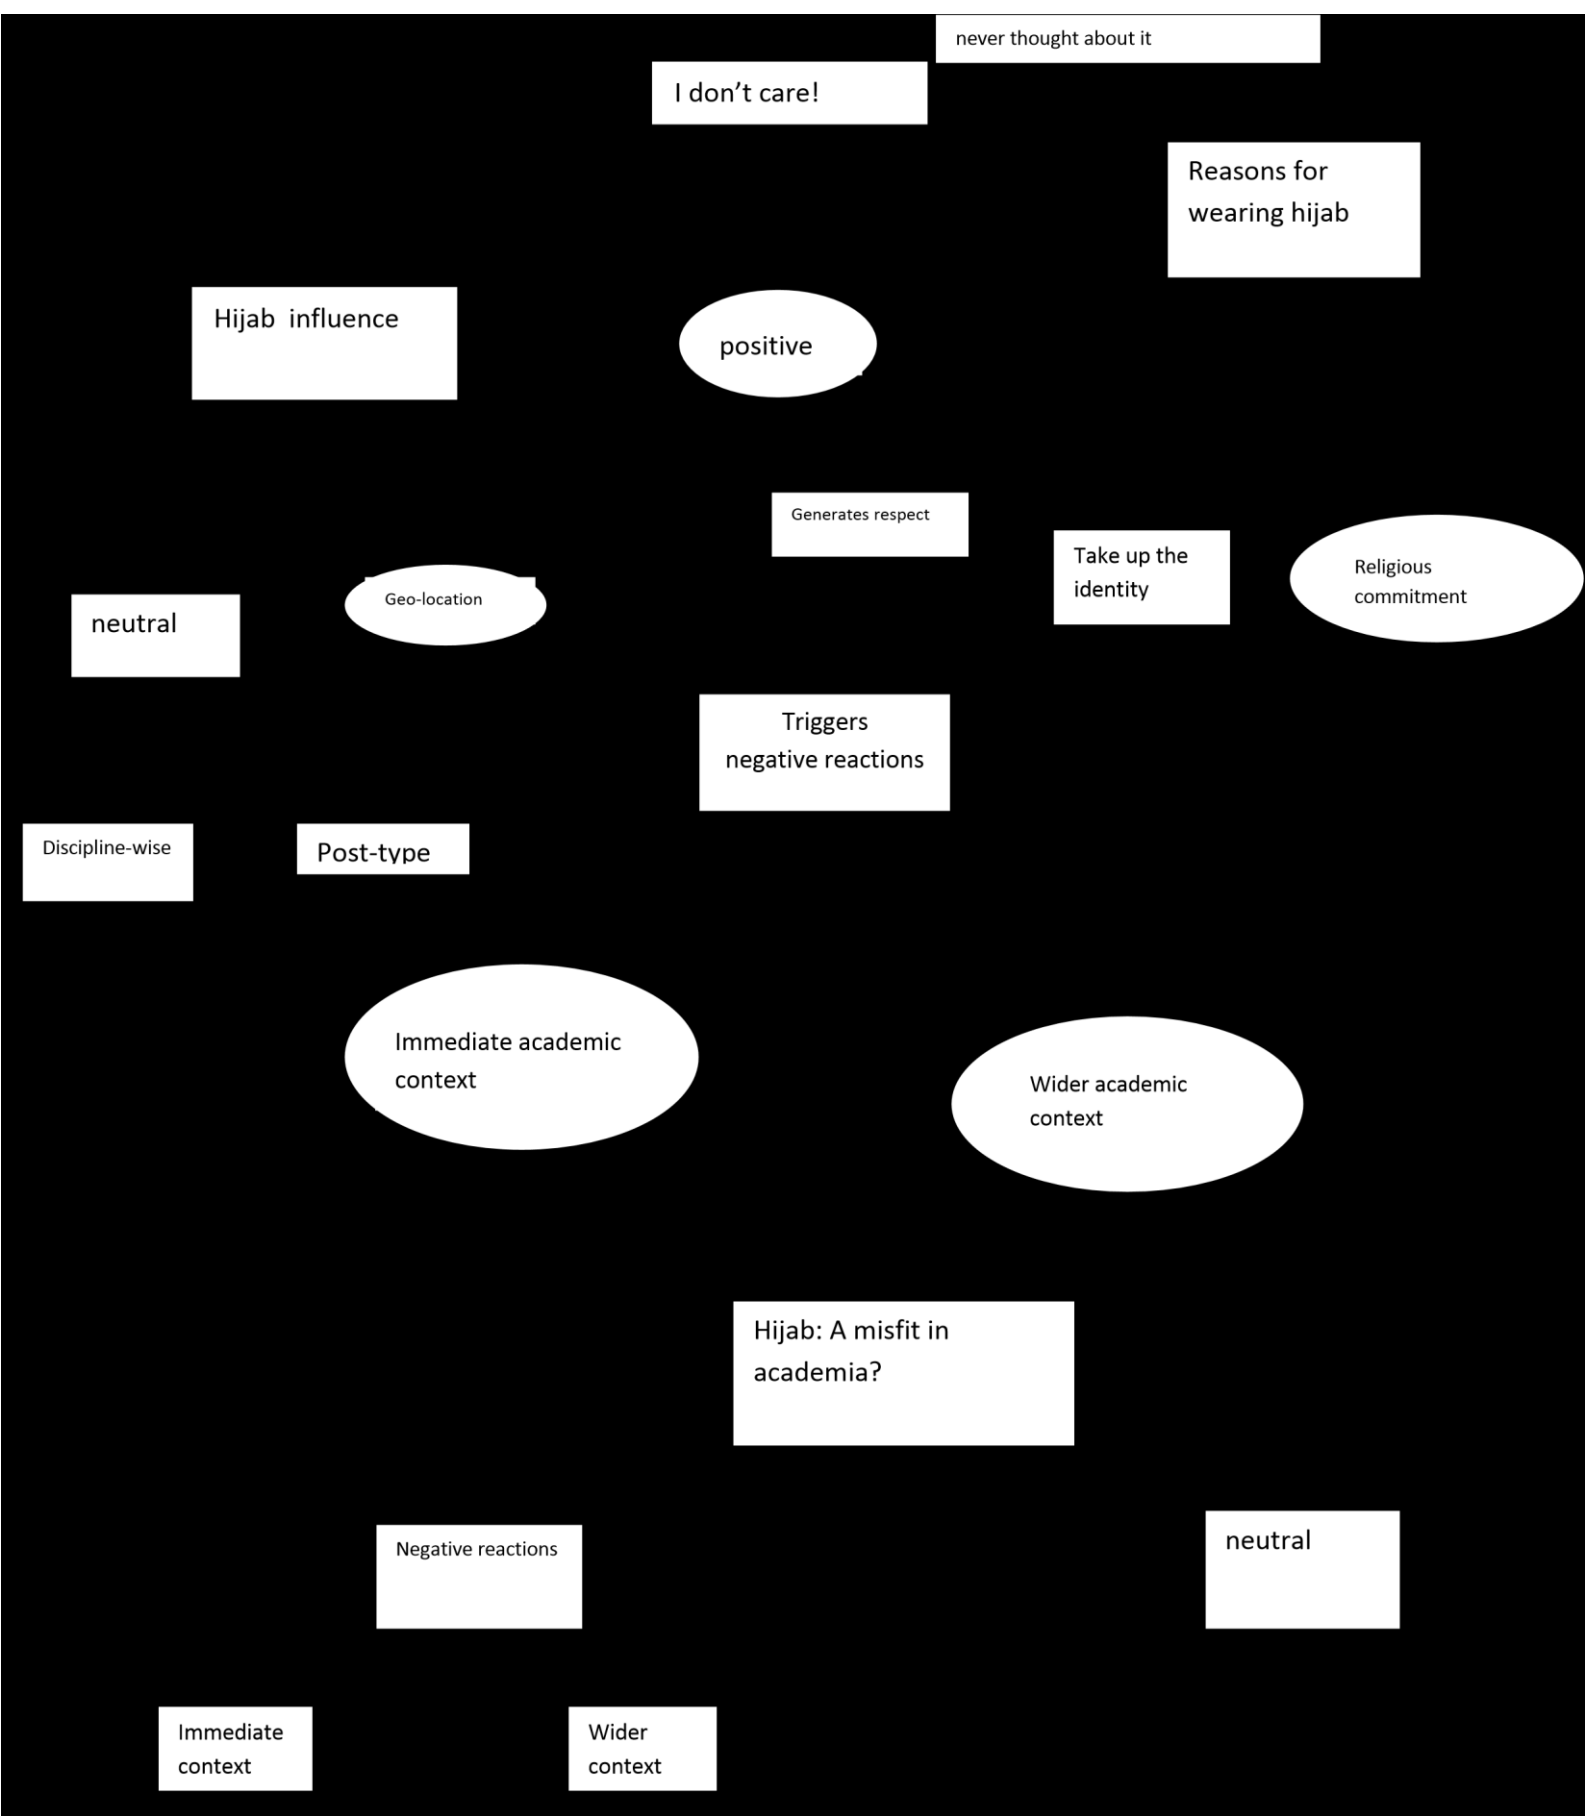 never thought about it
I don’t care!
Reasons for
wearing hijab
Hijab  influence
positive
Generates respect
Take up the
identity
Religious
commitment
Geo-location
neutral
Triggers
negative reactions
Discipline-wise
Post-type
Immediate academic
context
Wider academic
context
Hijab: A misfit in
academia?
Negative reactions
neutral
Immediate
context
Wider
context